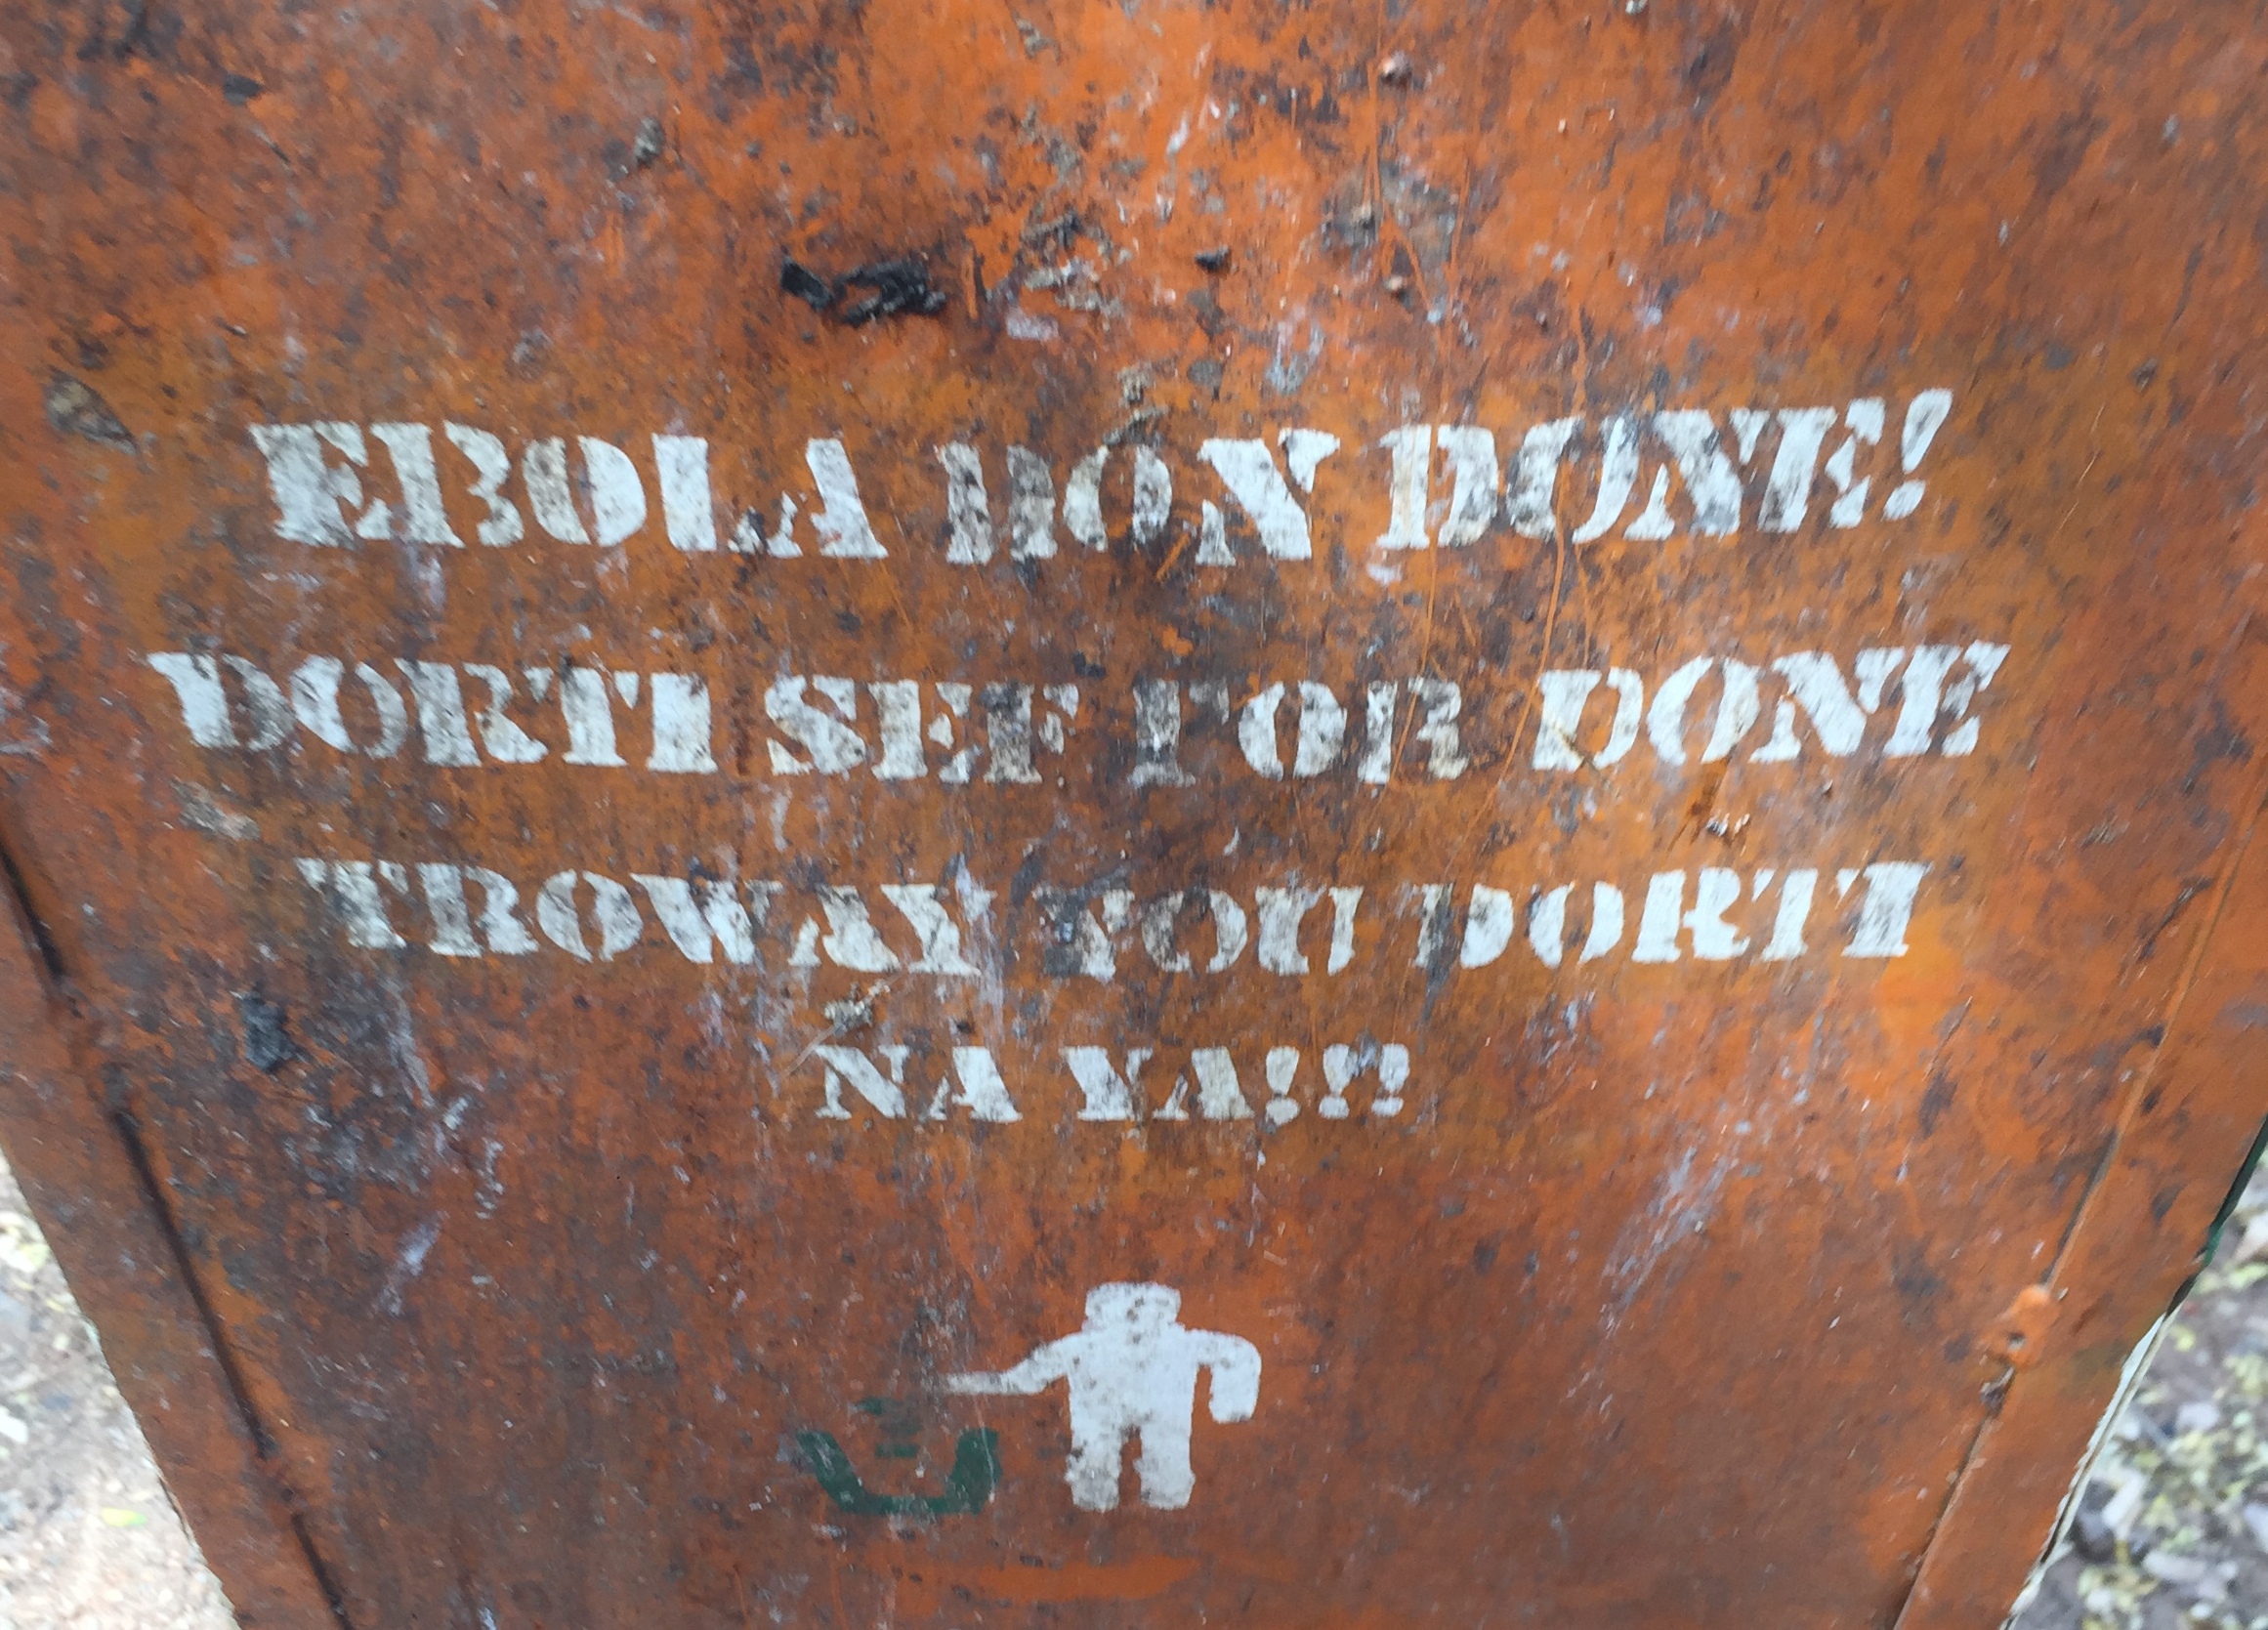 EBOLA DON DONE!
DORTI SEF FOR DONE
TROWAY YOU DORTI
NA YA!!!